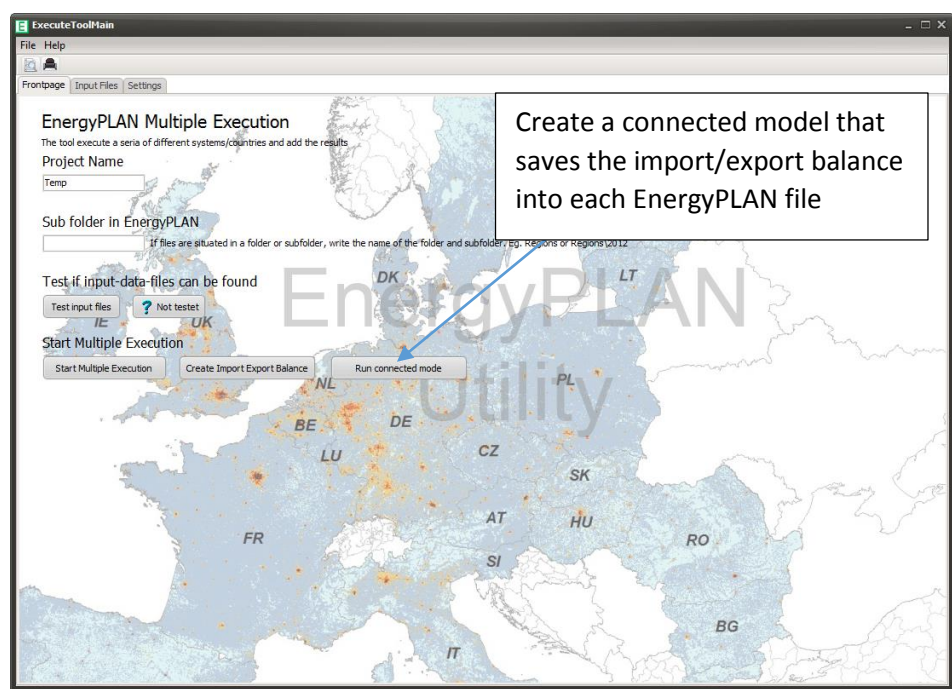 ExecuteToolMain
File Help
Frontpage Input Files Settings
EnergyPLAN Multiple Execution
The tool execute a seria of different systems/countries and add the results
Project Name
Temp
Sub folder in EnergyPLAN
If files are situated in a folder or subfolder, write the name of the folder and subfolder. Eg. Regions or Regions\2012
Test if input-data-files can be found
Test input files ? Not testet
Start Multiple Execution
Start Multiple Execution Create Import Export Balance Run connected mode
Create a connected model that
saves the import/export balance
into each EnergyPLAN file
EnergyPLAN
Utility
DK
LT
IE
UK
NL
PL
BE
DE
LU
CZ
SK
AT
HU
FR
RO
SI
BG
IT